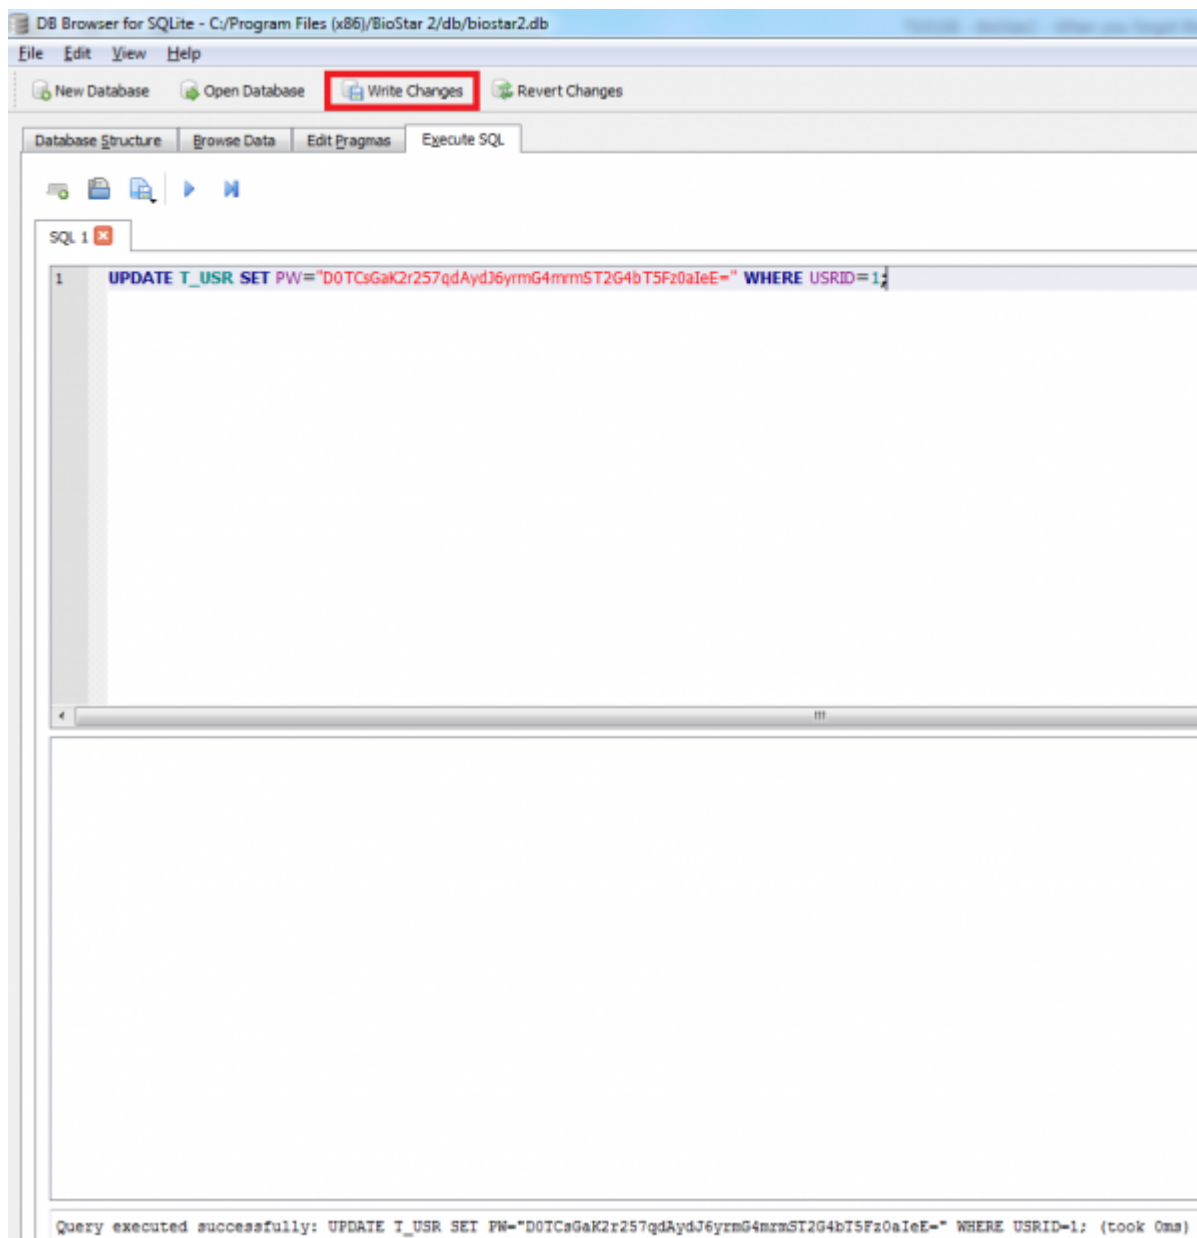 DB Browser for SQLite - C:/Program Files (x86)/BioStar 2/db/biostar2.db
File Edit View Help
New Database Open Database Write Changes Revert Changes
Database Structure Browse Data Edit Pragmas Execute SQL
SQL 1
1 UPDATE T_USR SET PW="D0TCsGaK2r257qdAydJ6yrmG4mrmST2G4bT5Fz0aIeE=" WHERE USRID=1;
Query executed successfully: UPDATE T_USR SET PW="D0TCsGaK2r257qdAydJ6yrmG4mrmST2G4bT5Fz0aIeE=" WHERE USRID=1; (took 0ms)